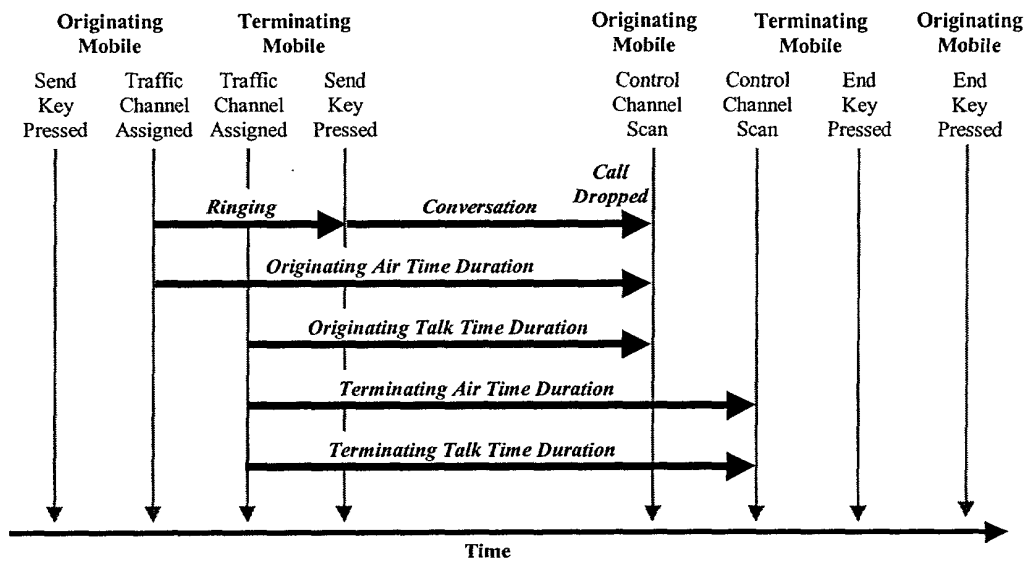 Originating Mobile
Terminating Mobile
Originating Mobile
Terminating Mobile
Originating Mobile
Send Key Pressed
Traffic Channel Assigned
Traffic Channel Assigned
Send Key Pressed
Control Channel Scan
Control Channel Scan
End Key Pressed
End Key Pressed
Call
Dropped
Ringing
Conversation
Originating Air Time Duration
Originating Talk Time Duration
Terminating Air Time Duration
Terminating Talk Time Duration
Time